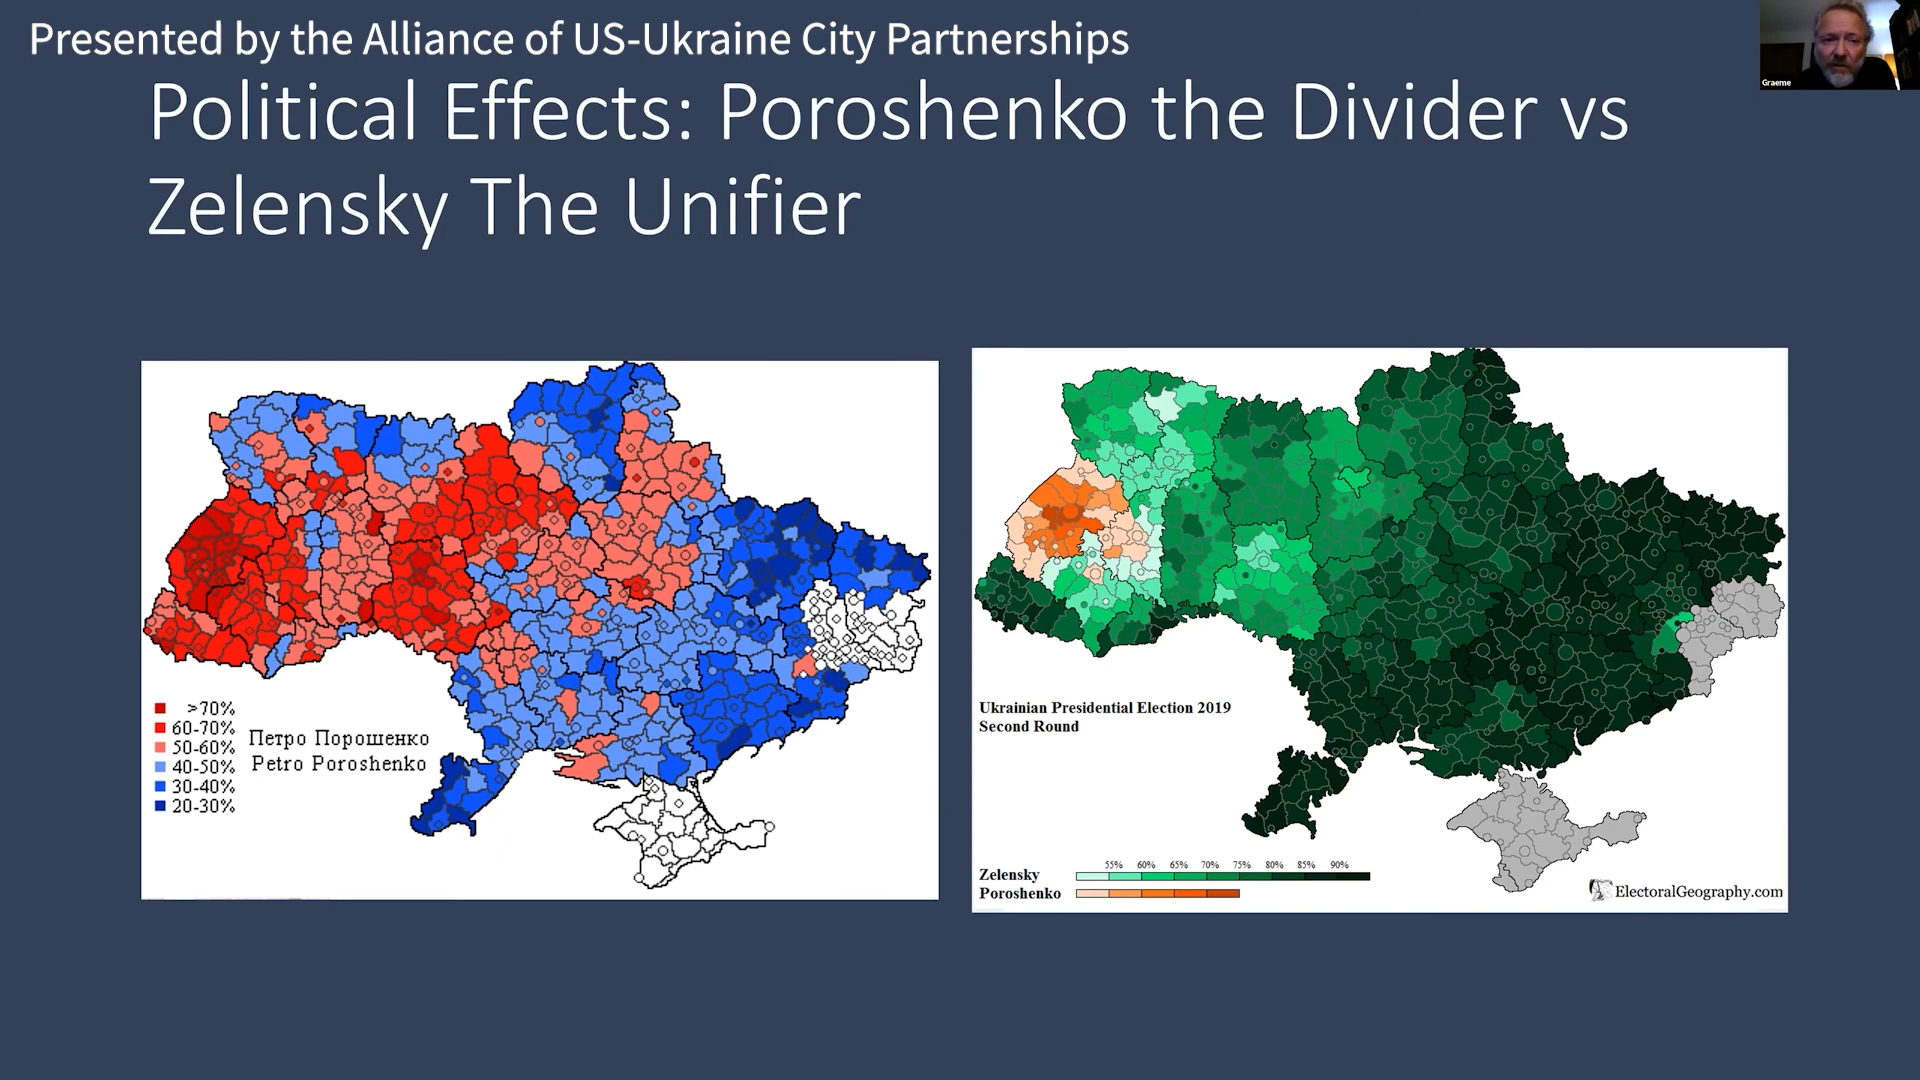 Presented by the Alliance of US-Ukraine City Partnerships
Graeme
Political Effects: Poroshenko the Divider vs
Zelensky The Unifier
>70%
60-70%
50-60%
40-50%
30-40%
20-30%
Петро Порошенко
Petro Poroshenko
Ukrainian Presidential Election 2019
Second Round
55% 60% 65% 70% 75% 80% 85% 90%
Zelensky
Poroshenko
ElectoralGeography.com